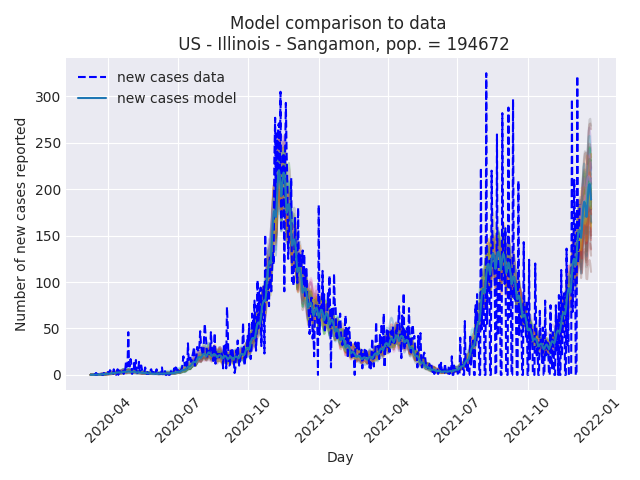 Model comparison to data
US - Illinois - Sangamon, pop. = 194672
new cases data
new cases model
Number of new cases reported
300
250
200
150
100
50
0
2020-04
2020-07
2020-10
2021-01
2021-04
2021-07
2021-10
2022-01
Day